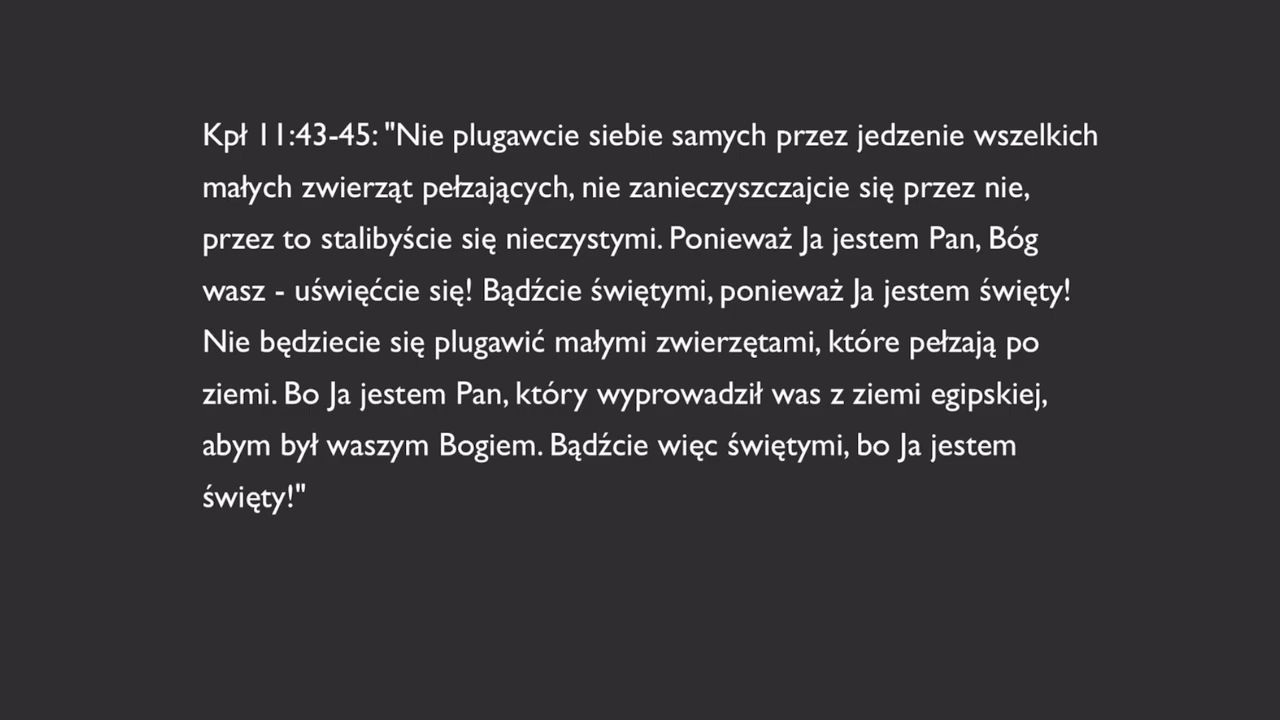 Kpł 11:43-45: "Nie plugawcie siebie samych przez jedzenie wszelkich
małych zwierząt pełzających, nie zanieczyszczajcie się przez nie,
przez to stalibyście się nieczystymi. Ponieważ Ja jestem Pan, Bóg
wasz - uświęćcie się! Bądźcie świętymi, ponieważ Ja jestem święty!
Nie będziecie się plugawić małymi zwierzętami, które pełzają po
ziemi. Bo Ja jestem Pan, który wyprowadził was z ziemi egipskiej,
abym był waszym Bogiem. Bądźcie więc świętymi, bo Ja jestem
święty!"